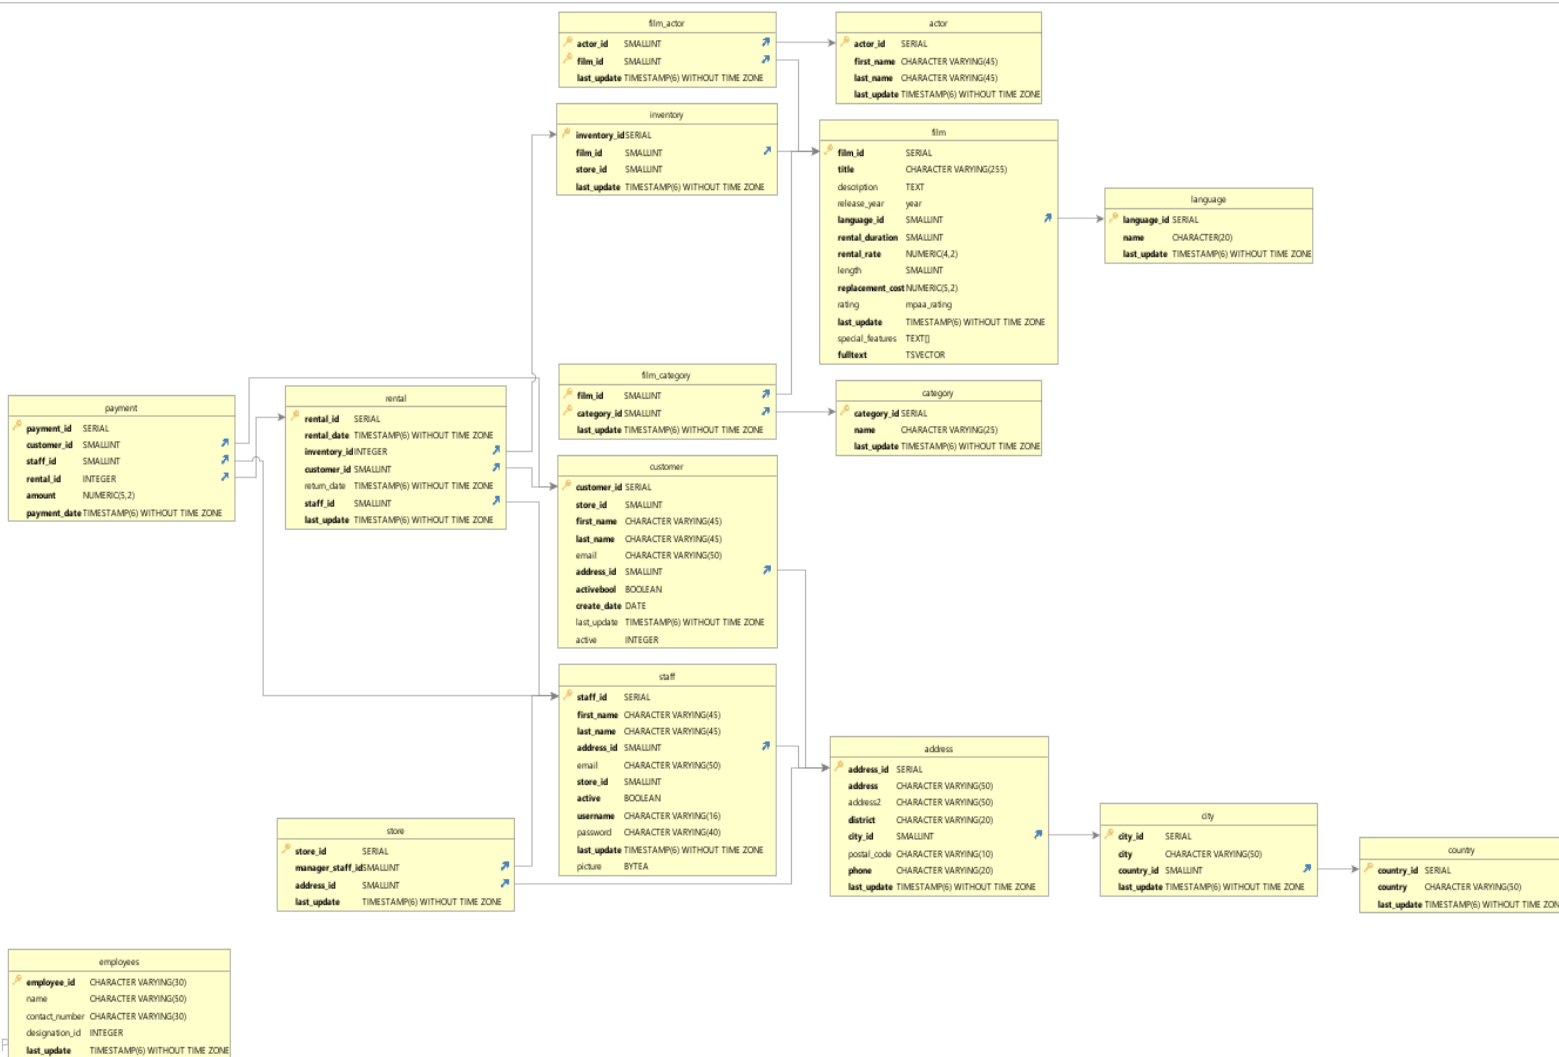 film_actor
actor_id SMALLINT
film_id SMALLINT
last_update TIMESTAMP(6) WITHOUT TIME ZONE
actor
actor_id SERIAL
first_name CHARACTER VARYING(45)
last_name CHARACTER VARYING(45)
last_update TIMESTAMP(6) WITHOUT TIME ZONE
inventory
inventory_id SERIAL
film_id SMALLINT
store_id SMALLINT
last_update TIMESTAMP(6) WITHOUT TIME ZONE
film
film_id SERIAL
title CHARACTER VARYING(255)
description TEXT
release_year year
language_id SMALLINT
rental_duration SMALLINT
rental_rate NUMERIC(4,2)
length SMALLINT
replacement_cost NUMERIC(5,2)
rating mpaa_rating
last_update TIMESTAMP(6) WITHOUT TIME ZONE
special_features TEXT[]
fulltext TSVECTOR
language
language_id SERIAL
name CHARACTER(20)
last_update TIMESTAMP(6) WITHOUT TIME ZONE
film_category
film_id SMALLINT
category_id SMALLINT
last_update TIMESTAMP(6) WITHOUT TIME ZONE
category
category_id SERIAL
name CHARACTER VARYING(25)
last_update TIMESTAMP(6) WITHOUT TIME ZONE
payment
payment_id SERIAL
customer_id SMALLINT
staff_id SMALLINT
rental_id INTEGER
amount NUMERIC(5,2)
payment_date TIMESTAMP(6) WITHOUT TIME ZONE
rental
rental_id SERIAL
rental_date TIMESTAMP(6) WITHOUT TIME ZONE
inventory_id INTEGER
customer_id SMALLINT
return_date TIMESTAMP(6) WITHOUT TIME ZONE
staff_id SMALLINT
last_update TIMESTAMP(6) WITHOUT TIME ZONE
customer
customer_id SERIAL
store_id SMALLINT
first_name CHARACTER VARYING(45)
last_name CHARACTER VARYING(45)
email CHARACTER VARYING(50)
address_id SMALLINT
activebool BOOLEAN
create_date DATE
last_update TIMESTAMP(6) WITHOUT TIME ZONE
active INTEGER
staff
staff_id SERIAL
first_name CHARACTER VARYING(45)
last_name CHARACTER VARYING(45)
address_id SMALLINT
email CHARACTER VARYING(50)
store_id SMALLINT
active BOOLEAN
username CHARACTER VARYING(16)
password CHARACTER VARYING(40)
last_update TIMESTAMP(6) WITHOUT TIME ZONE
picture BYTEA
address
address_id SERIAL
address CHARACTER VARYING(50)
address2 CHARACTER VARYING(50)
district CHARACTER VARYING(20)
city_id SMALLINT
postal_code CHARACTER VARYING(10)
phone CHARACTER VARYING(20)
last_update TIMESTAMP(6) WITHOUT TIME ZONE
city
city_id SERIAL
city CHARACTER VARYING(50)
country_id SMALLINT
last_update TIMESTAMP(6) WITHOUT TIME ZONE
country
country_id SERIAL
country CHARACTER VARYING(50)
last_update TIMESTAMP(6) WITHOUT TIME ZON
store
store_id SERIAL
manager_staff_id SMALLINT
address_id SMALLINT
last_update TIMESTAMP(6) WITHOUT TIME ZONE
employees
employee_id CHARACTER VARYING(30)
name CHARACTER VARYING(50)
contact_number CHARACTER VARYING(30)
designation_id INTEGER
last_update TIMESTAMP(6) WITHOUT TIME ZONE